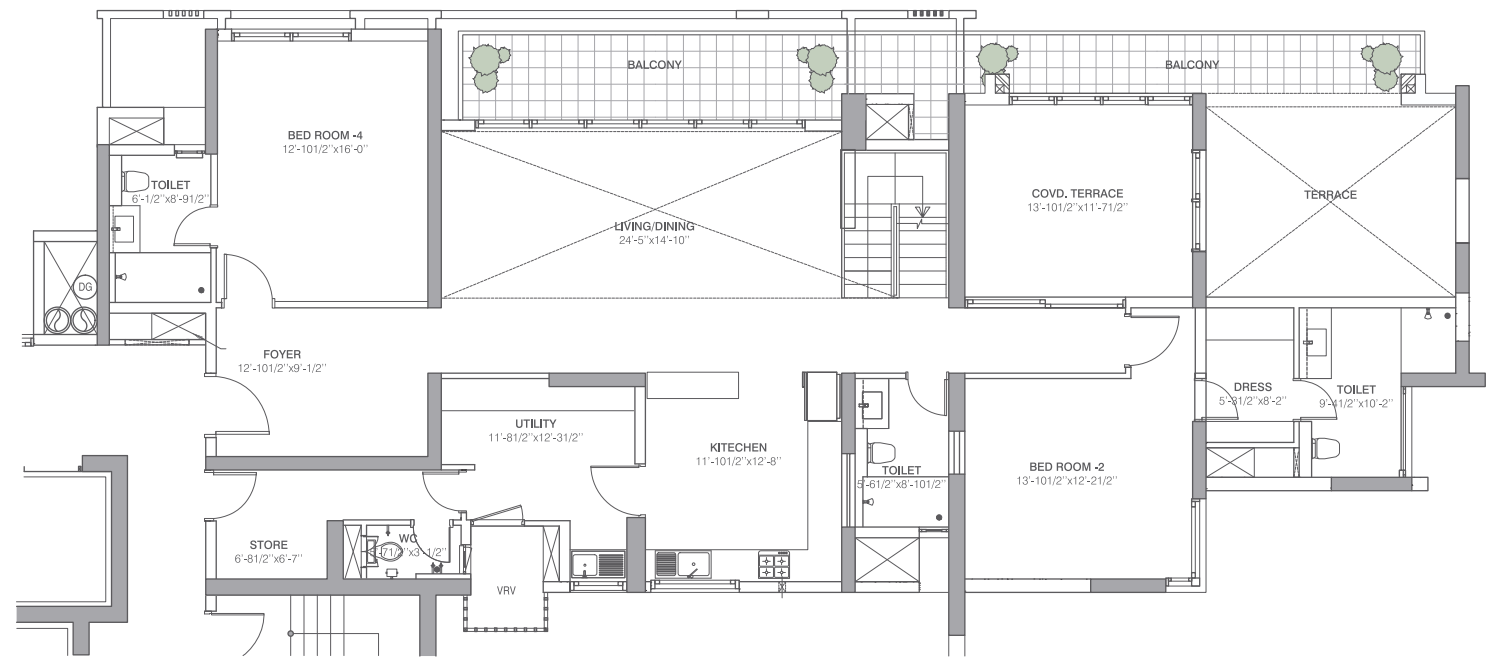 BALCONY
BALCONY
BED ROOM -4
12'-101/2"x16'-0"
TOILET
6'-1/2"x8'-91/2"
COVD. TERRACE
13'-101/2"x11'-71/2"
TERRACE
LIVING/DINING
24'-5"x14'-10"
DG
FOYER
12'-101/2"x9'-1/2"
DRESS
5'-31/2"x8'-2"
TOILET
9'-41/2"x10'-2"
UTILITY
11'-81/2"x12'-31/2"
KITECHEN
11'-101/2"x12'-8"
TOILET
5'-61/2"x8'-101/2"
BED ROOM -2
13'-101/2"x12'-21/2"
STORE
6'-81/2"x6'-7"
WC
VRV